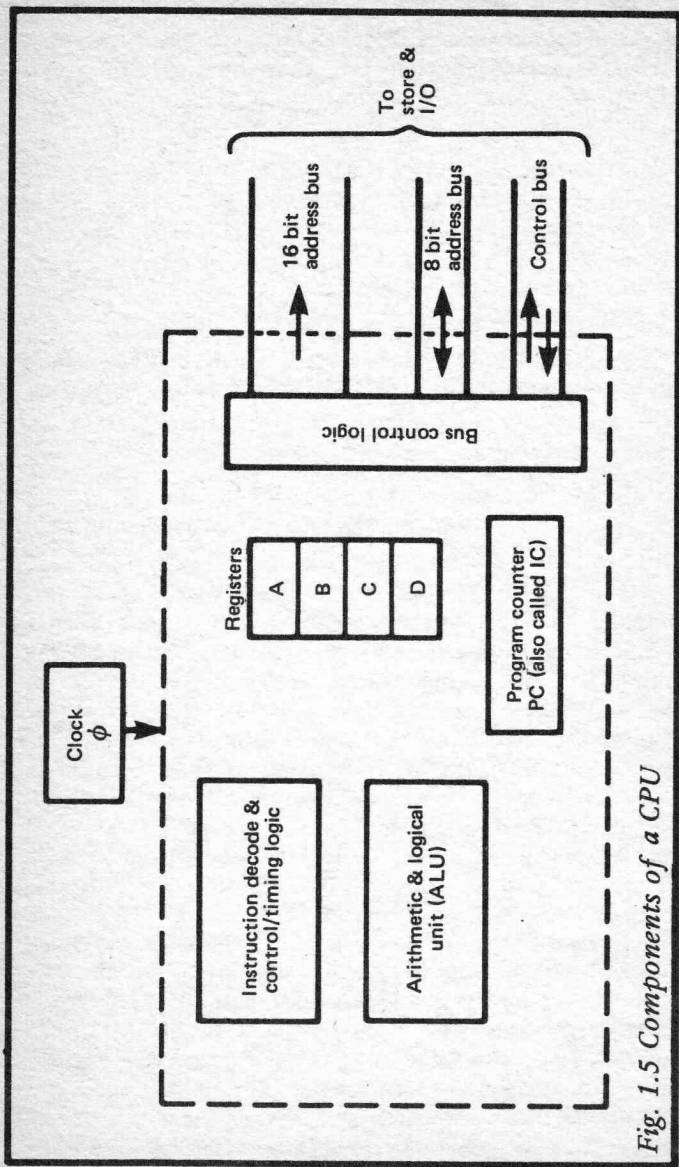 Clock
ϕ
Instruction decode &
control/timing logic
Arithmetic & logical
unit (ALU)
Registers
A
B
C
D
Program counter
PC (also called IC)
Bus control logic
16 bit
address bus
8 bit
address bus
Control bus
To
store &
I/O
Fig. 1.5 Components of a CPU